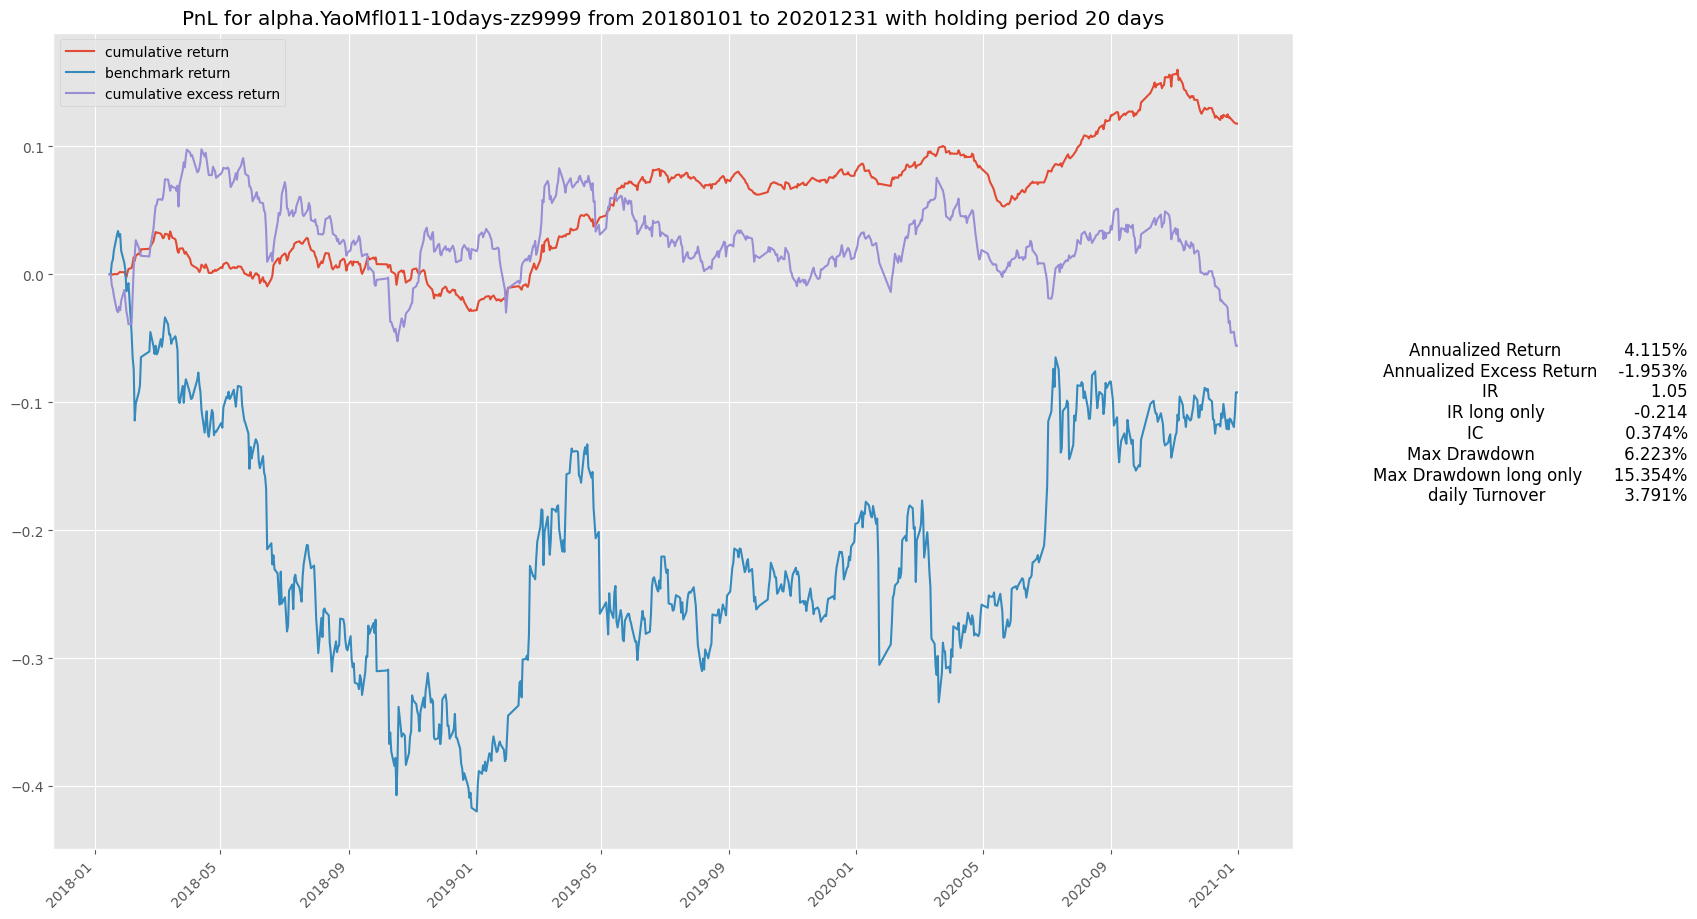 PnL for alpha.YaoMfl011-10days-zz9999 from 20180101 to 20201231 with holding period 20 days
cumulative return
benchmark return
cumulative excess return
0.1
0.0
−0.1
−0.2
−0.3
−0.4
2018-01
2018-05
2018-09
2019-01
2019-05
2019-09
2020-01
2020-05
2020-09
2021-01
Annualized Return 4.115%
Annualized Excess Return -1.953%
IR 1.05
IR long only -0.214
IC 0.374%
Max Drawdown 6.223%
Max Drawdown long only 15.354%
daily Turnover 3.791%